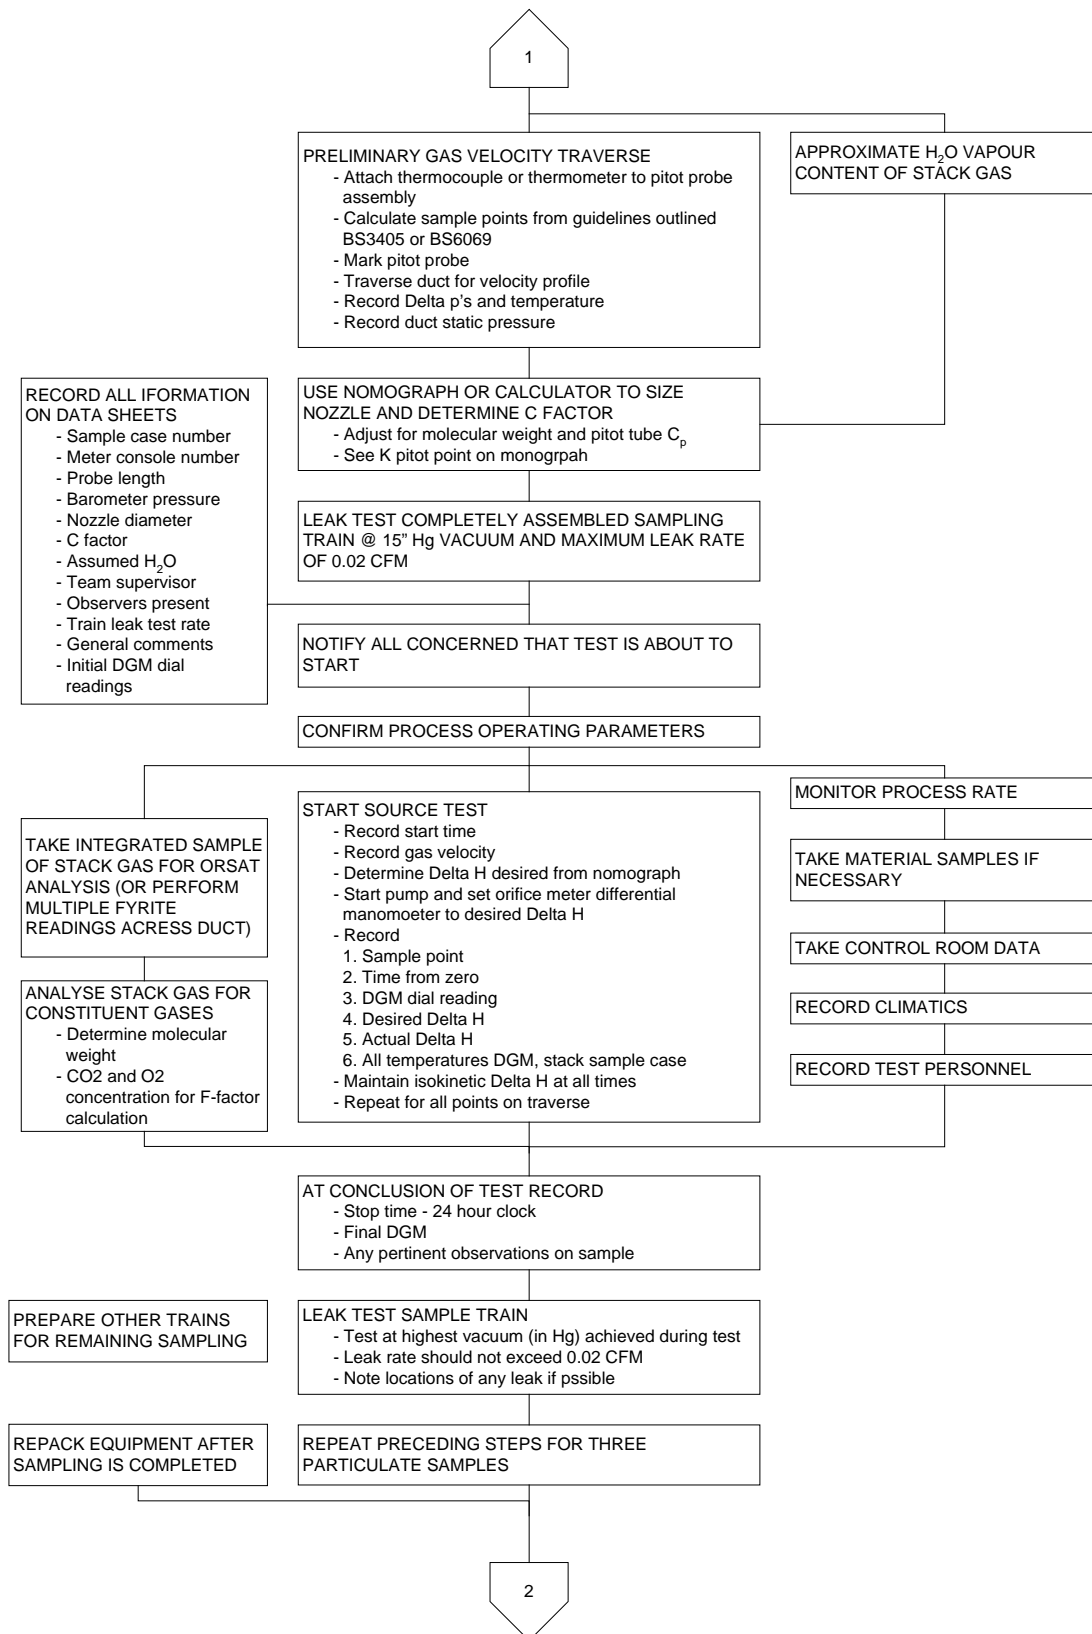 1
PRELIMINARY GAS VELOCITY TRAVERSE
- Attach thermocouple or thermometer to pitot probe
assembly
- Calculate sample points from guidelines outlined
BS3405 or BS6069
- Mark pitot probe
- Traverse duct for velocity profile
- Record Delta p's and temperature
- Record duct static pressure
APPROXIMATE H₂O VAPOUR
CONTENT OF STACK GAS
RECORD ALL IFORMATION
ON DATA SHEETS
- Sample case number
- Meter console number
- Probe length
- Barometer pressure
- Nozzle diameter
- C factor
- Assumed H₂O
- Team supervisor
- Observers present
- Train leak test rate
- General comments
- Initial DGM dial
readings
USE NOMOGRAPH OR CALCULATOR TO SIZE
NOZZLE AND DETERMINE C FACTOR
- Adjust for molecular weight and pitot tube Cₚ
- See K pitot point on monogrpah
LEAK TEST COMPLETELY ASSEMBLED SAMPLING
TRAIN @ 15" Hg VACUUM AND MAXIMUM LEAK RATE
OF 0.02 CFM
NOTIFY ALL CONCERNED THAT TEST IS ABOUT TO
START
CONFIRM PROCESS OPERATING PARAMETERS
TAKE INTEGRATED SAMPLE
OF STACK GAS FOR ORSAT
ANALYSIS (OR PERFORM
MULTIPLE FYRITE
READINGS ACRESS DUCT)
ANALYSE STACK GAS FOR
CONSTITUENT GASES
- Determine molecular
weight
- CO2 and O2
concentration for F-factor
calculation
START SOURCE TEST
- Record start time
- Record gas velocity
- Determine Delta H desired from nomograph
- Start pump and set orifice meter differential
manomoeter to desired Delta H
- Record
1. Sample point
2. Time from zero
3. DGM dial reading
4. Desired Delta H
5. Actual Delta H
6. All temperatures DGM, stack sample case
- Maintain isokinetic Delta H at all times
- Repeat for all points on traverse
MONITOR PROCESS RATE
TAKE MATERIAL SAMPLES IF
NECESSARY
TAKE CONTROL ROOM DATA
RECORD CLIMATICS
RECORD TEST PERSONNEL
AT CONCLUSION OF TEST RECORD
- Stop time - 24 hour clock
- Final DGM
- Any pertinent observations on sample
PREPARE OTHER TRAINS
FOR REMAINING SAMPLING
LEAK TEST SAMPLE TRAIN
- Test at highest vacuum (in Hg) achieved during test
- Leak rate should not exceed 0.02 CFM
- Note locations of any leak if pssible
REPACK EQUIPMENT AFTER
SAMPLING IS COMPLETED
REPEAT PRECEDING STEPS FOR THREE
PARTICULATE SAMPLES
2